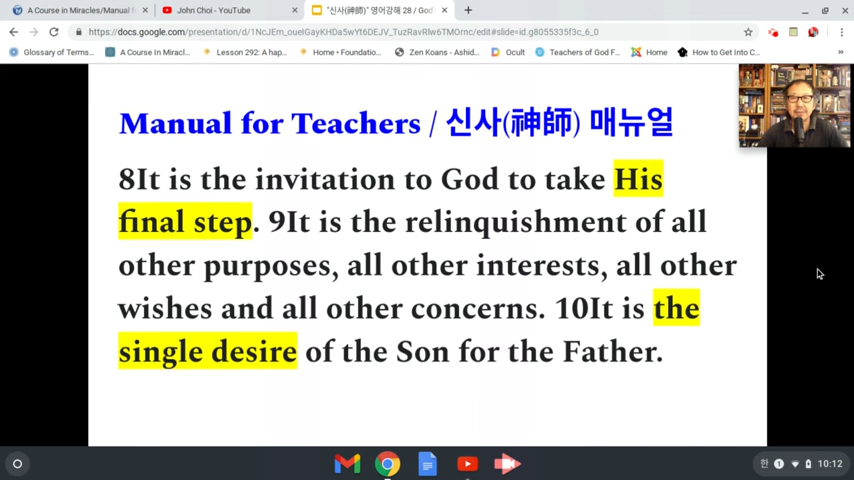 A Course in Miracles/Manual f
John Choi - YouTube
"신사(神師)" 영어강해 28 / God
https://docs.google.com/presentation/d/1NcJEm_ouelGayKHDa5wYt6DEJV_TuzRavRlw6TMOrnc/edit#slide=id.g8055335f3c_6_0
Glossary of Terms...
A Course In Miracl...
Lesson 292: A hap...
Home • Foundatio...
Zen Koans - Ashid...
Ocult
Teachers of God F...
Home
How to Get Into C...
»
Manual for Teachers / 신사(神師) 매뉴얼
8It is the invitation to God to take His
final step. 9It is the relinquishment of all
other purposes, all other interests, all other
wishes and all other concerns. 10It is the
single desire of the Son for the Father.
한 1 10:12